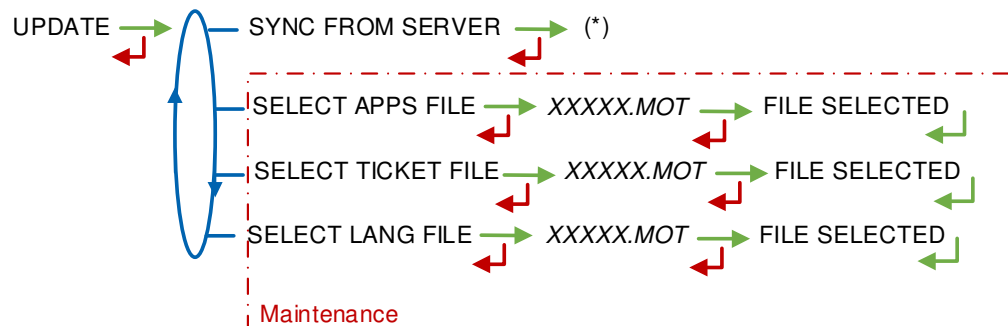 UPDATE SYNC FROM SERVER (*)
SELECT APPS FILE XXXXX.MOT FILE SELECTED
SELECT TICKET FILE XXXXX.MOT FILE SELECTED
SELECT LANG FILE XXXXX.MOT FILE SELECTED
Maintenance